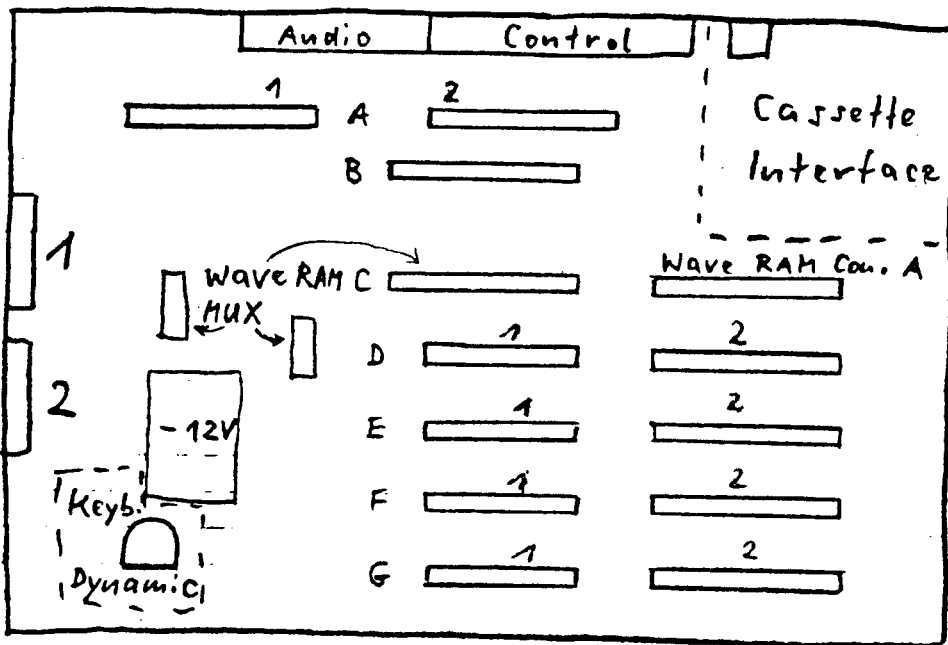 Audio Control
1 2
A
Cassette
Interface
B
1
Wave RAM C
Wave RAM Con. A
MUX
1 2
D
2
1 2
E
-12V
1 2
F
Keyb.
1 2
G
Dynamic